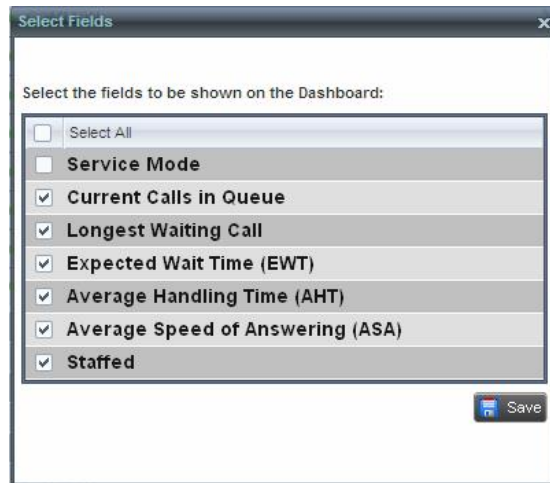 Select Fields
Select the fields to be shown on the Dashboard:
Select All
Service Mode
Current Calls in Queue
Longest Waiting Call
Expected Wait Time (EWT)
Average Handling Time (AHT)
Average Speed of Answering (ASA)
Staffed
Save